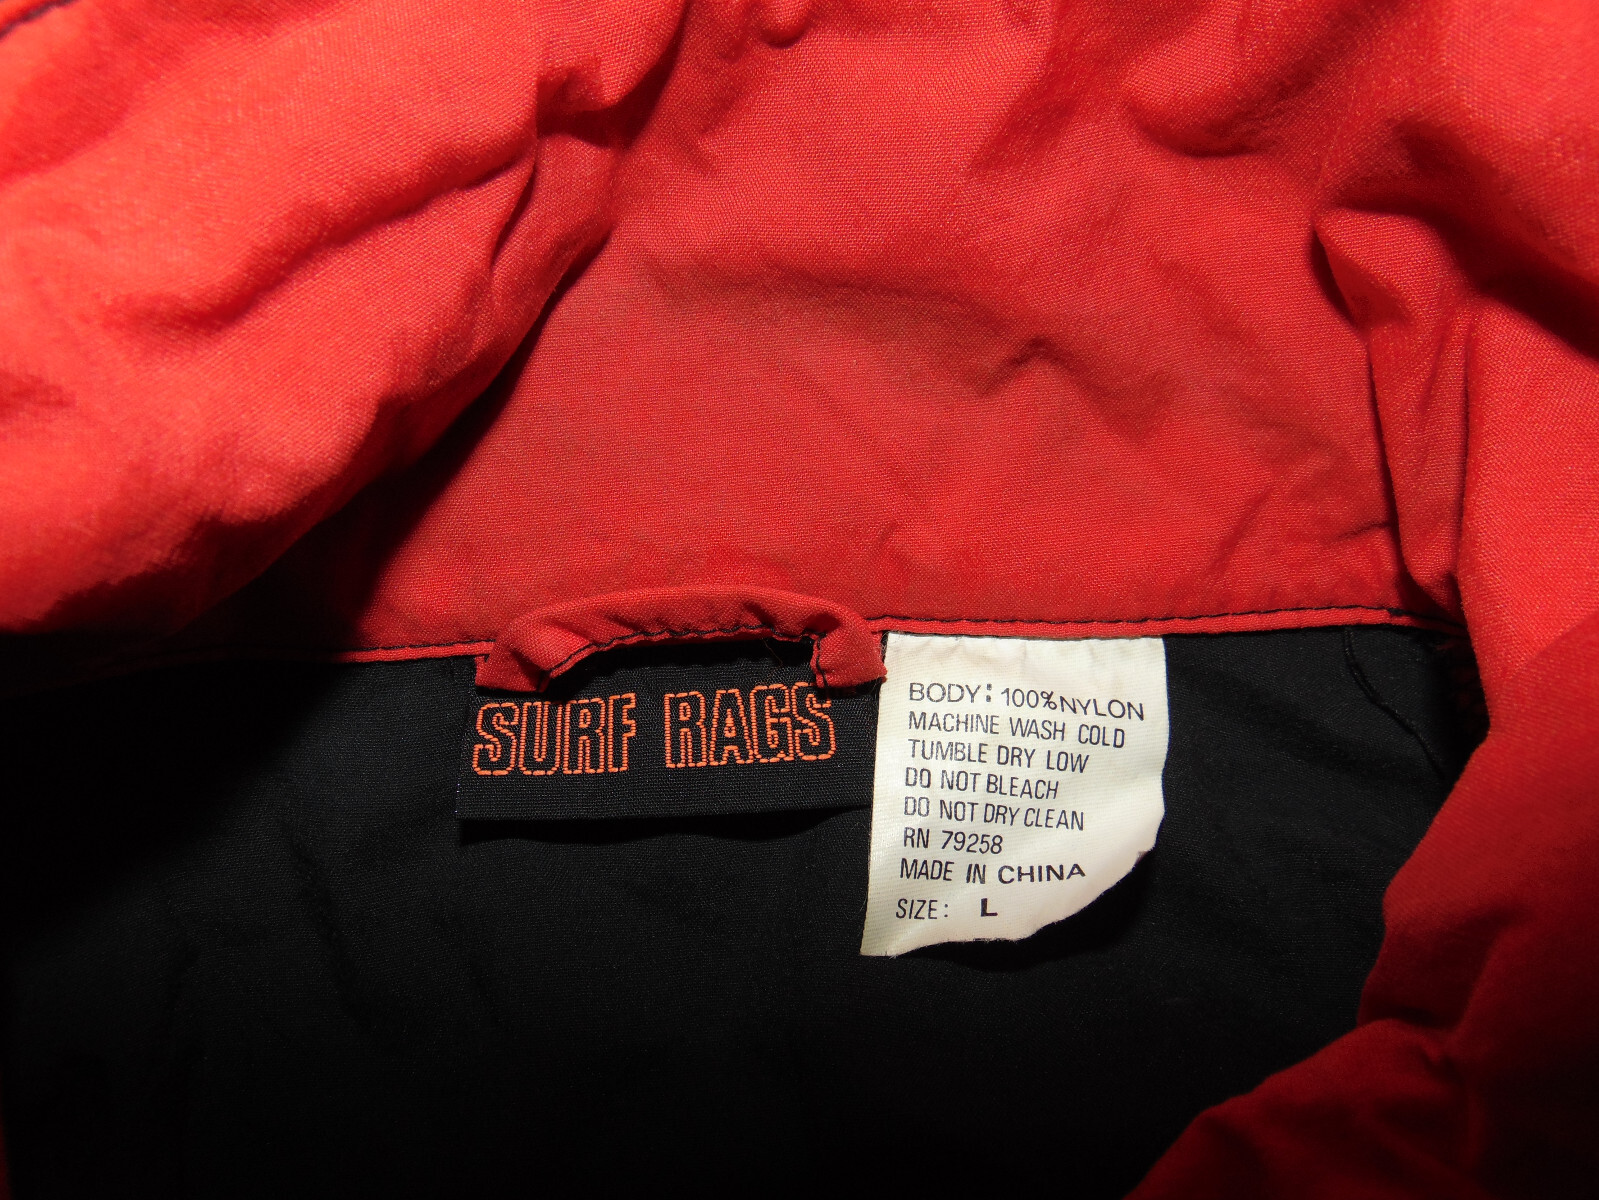 SURF RAGS
BODY: 100% NYLON
MACHINE WASH COLD
TUMBLE DRY LOW
DO NOT BLEACH
DO NOT DRY CLEAN
RN 79258
MADE IN CHINA
SIZE: L